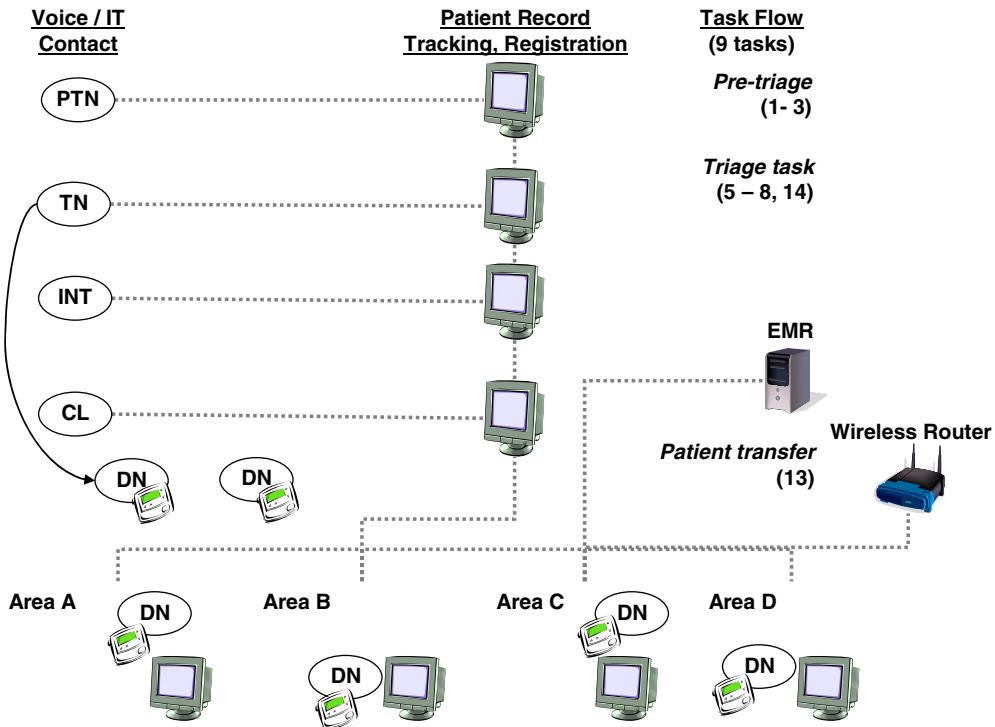 Voice / IT
Contact
Patient Record
Tracking, Registration
Task Flow
(9 tasks)
PTN
Pre-triage
(1- 3)
TN
Triage task
(5 – 8, 14)
INT
EMR
CL
Patient transfer
(13)
Wireless Router
DN
DN
Area A
DN
Area B
DN
Area C
DN
Area D
DN